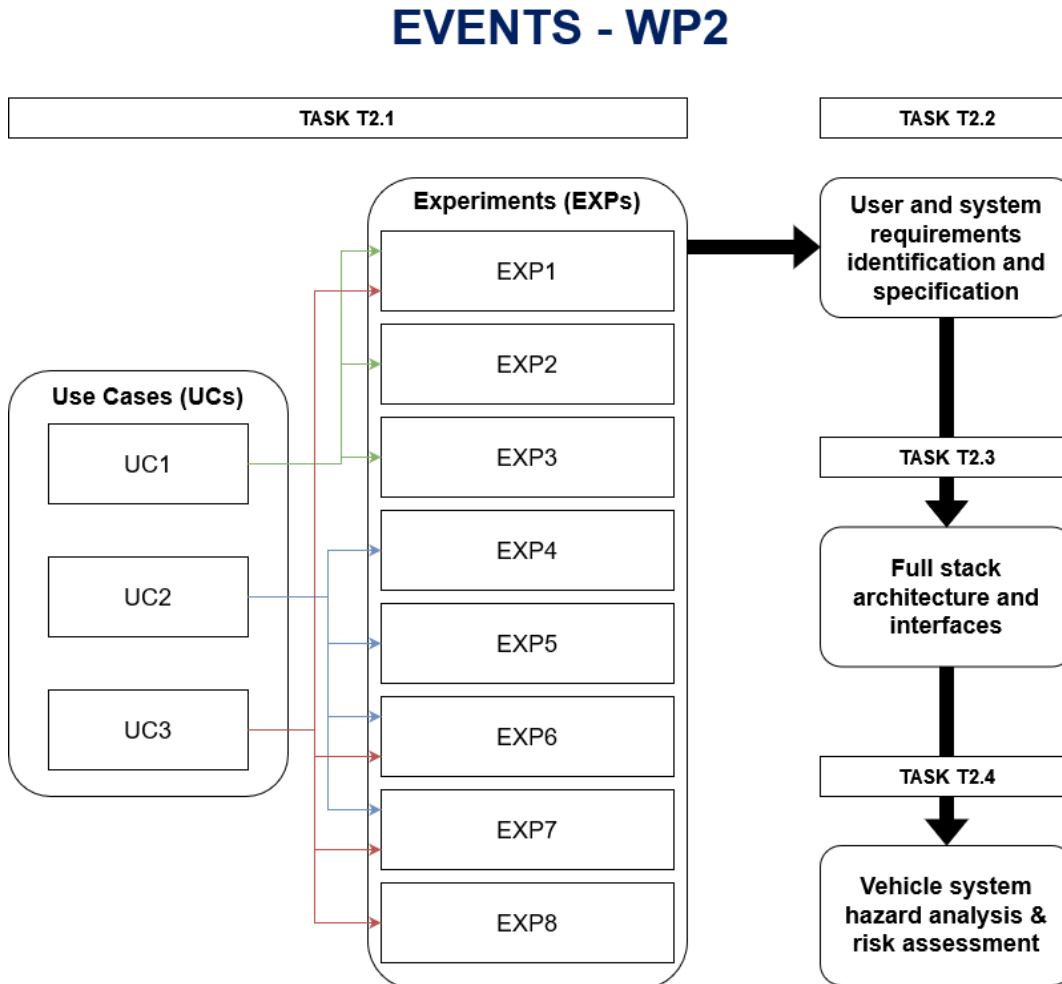 EVENTS - WP2
TASK T2.1
TASK T2.2
Experiments (EXPs)
EXP1
EXP2
EXP3
EXP4
EXP5
EXP6
EXP7
EXP8
Use Cases (UCs)
UC1
UC2
UC3
User and system
requirements
identification and
specification
TASK T2.3
Full stack
architecture and
interfaces
TASK T2.4
Vehicle system
hazard analysis &
risk assessment